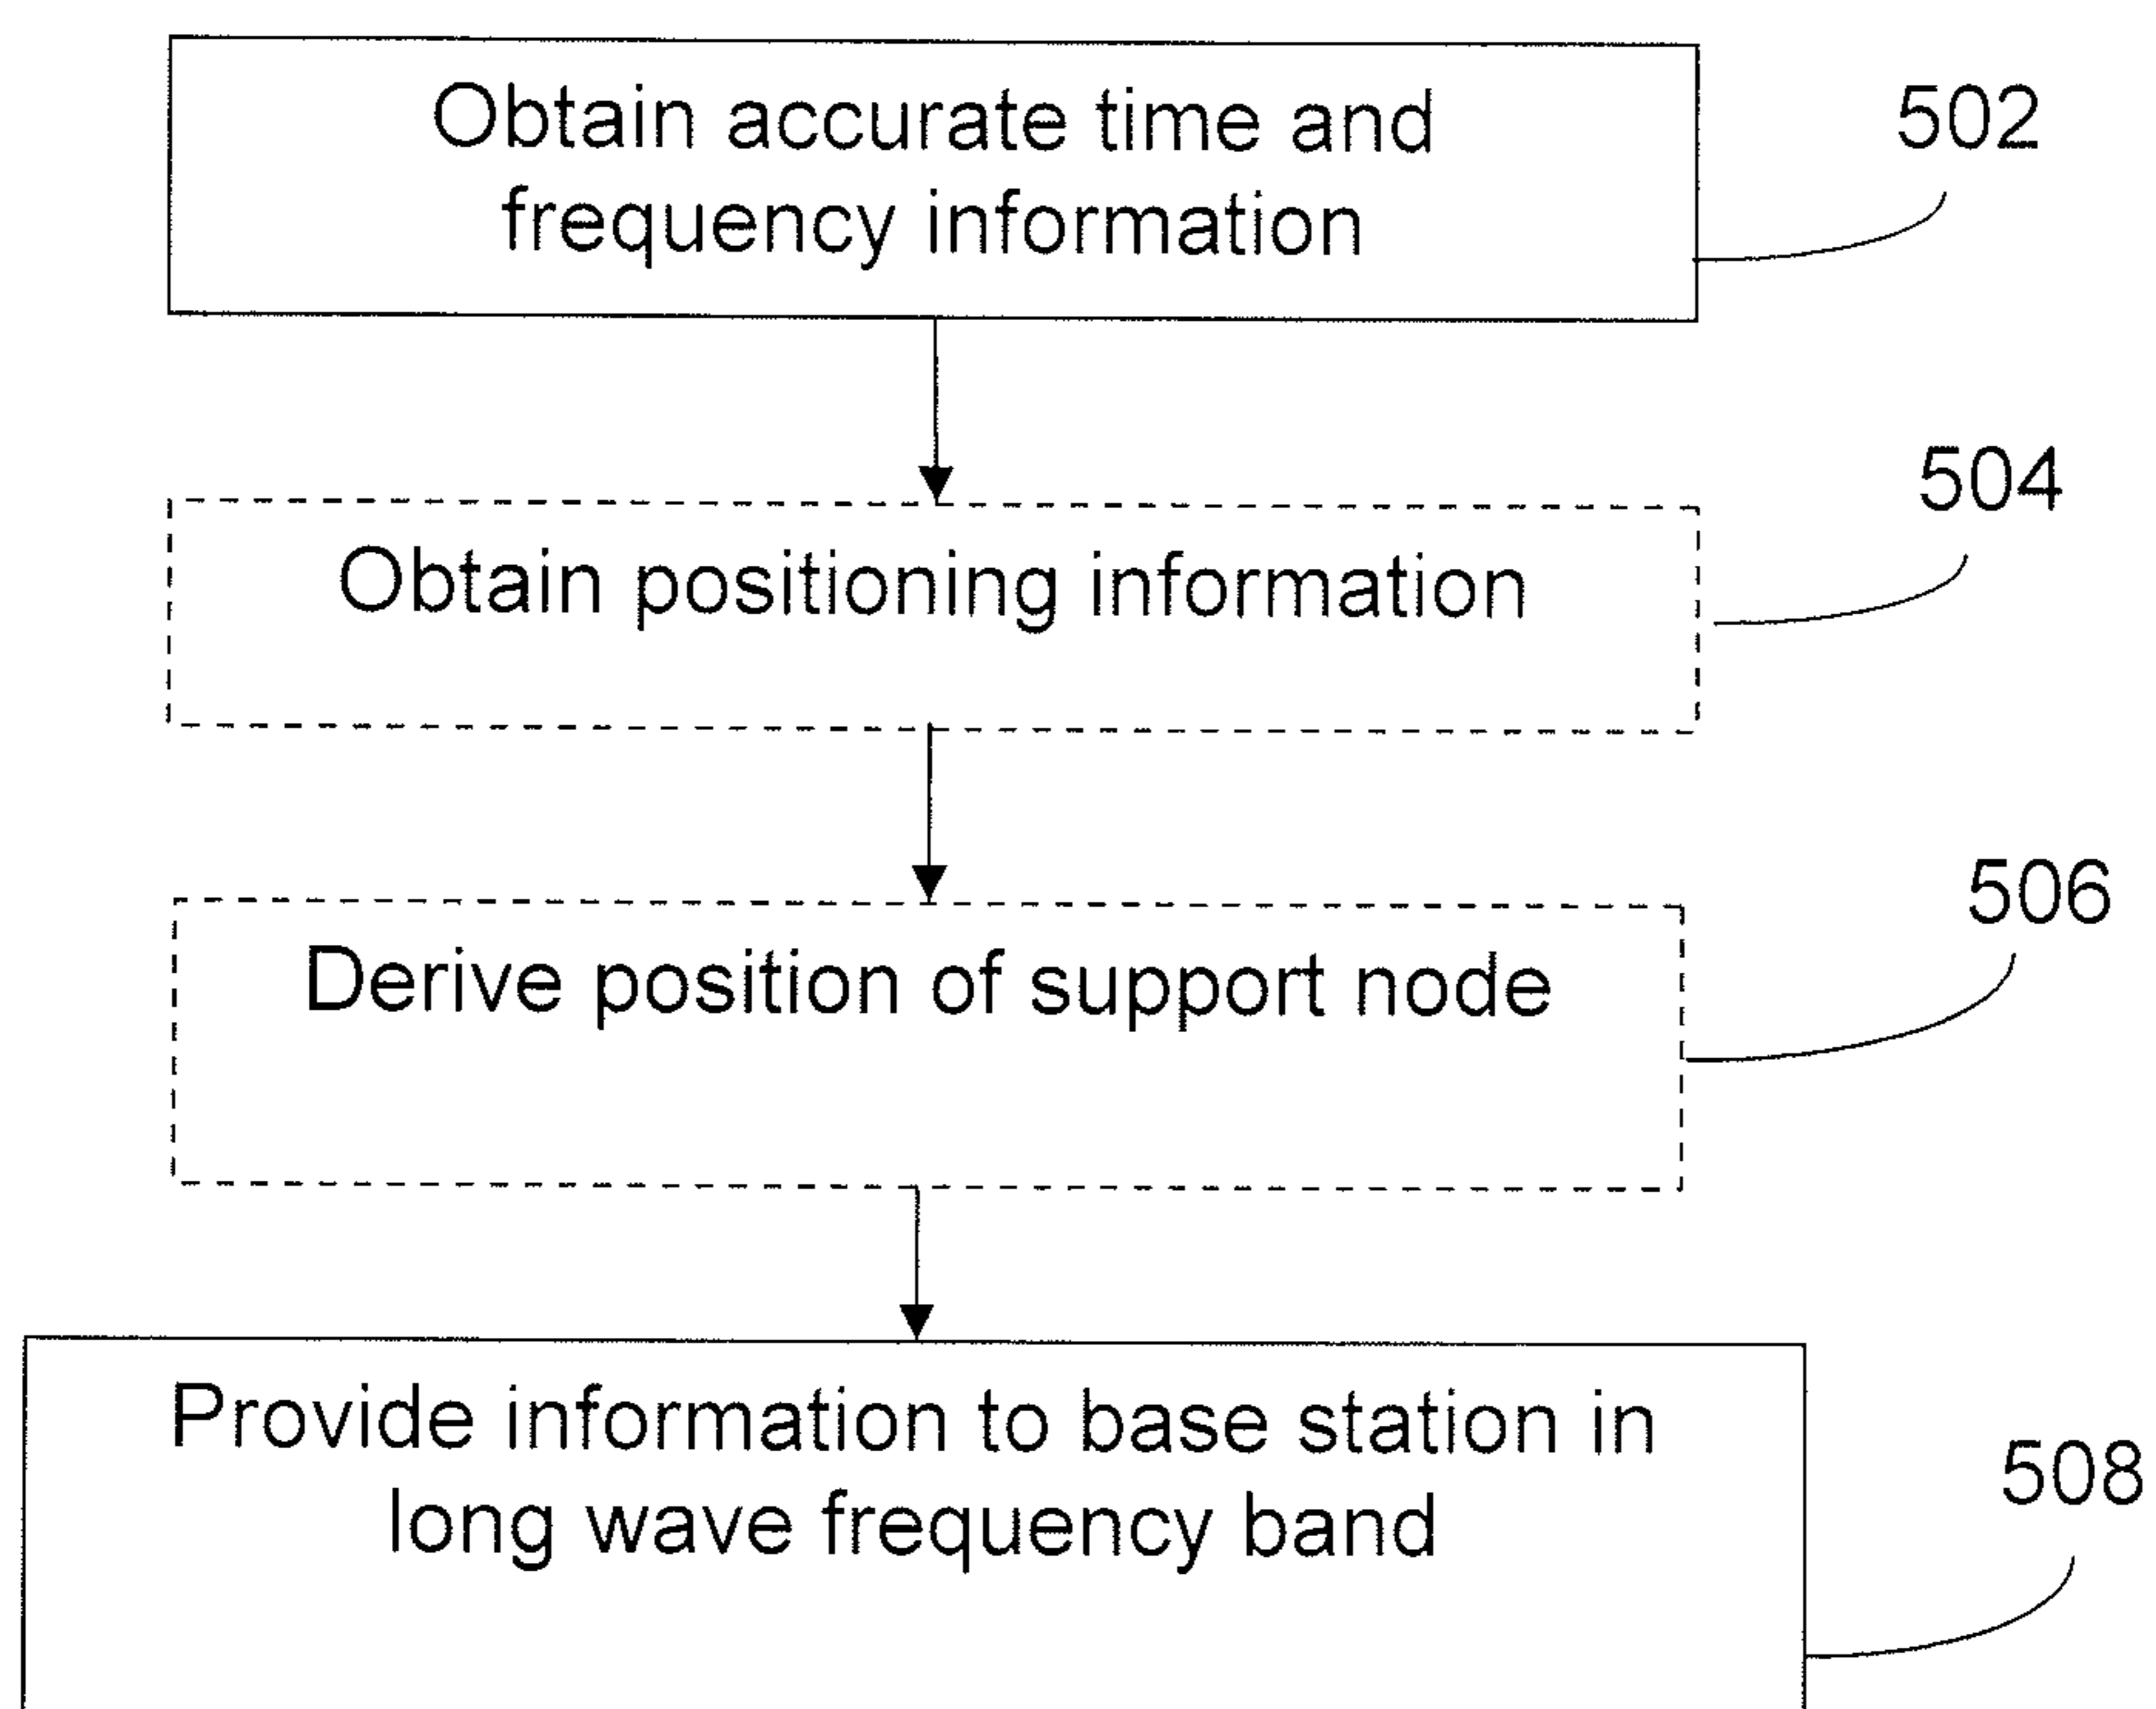 Obtain accurate time and
frequency information
502
Obtain positioning information
504
Derive position of support node
506
Provide information to base station in
long wave frequency band
508